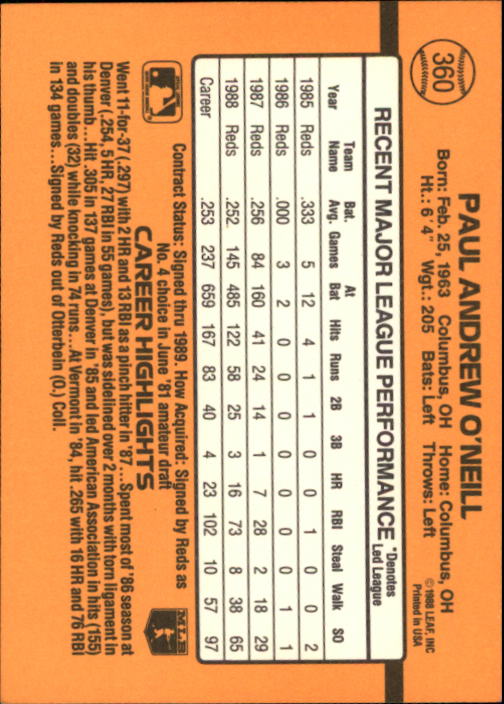 360
PAUL ANDREW O'NEILL
Born: Feb. 25, 1963 Columbus, OH Home: Columbus, OH
Ht.: 6' 4" Wgt.: 205 Bats: Left Throws: Left
© 1988 LEAF, INC
Printed in USA
RECENT MAJOR LEAGUE PERFORMANCE *Denotes Led League
Year Team Name Bat. Avg. Games At Bat Hits Runs 2B 3B HR RBI Steal Walk SO
1985 Reds .333 5 12 4 1 1 0 0 1 0 0 2
1986 Reds .000 3 2 0 0 0 0 0 0 0 1 1
1987 Reds .256 84 160 41 24 14 1 7 28 2 18 29
1988 Reds .252 145 485 122 58 25 3 16 73 8 38 65
Career .253 237 659 167 83 40 4 23 102 10 57 97
Contract Status: Signed thru 1989. How Acquired: Signed by Reds as
No. 4 choice in June '81 amateur draft
CAREER HIGHLIGHTS
MLB
Went 11-for-37 (.297) with 2 HR and 13 RBI as a pinch hitter in '87...Spent most of '86 season at
Denver (.254, 5 HR, 27 RBI in 55 games), but was sidelined over 2 months with torn ligament in
his thumb...Hit .305 in 137 games at Denver in '85 and led American Association in hits (155)
and doubles (32) while knocking in 74 runs...At Vermont in '84, hit .265 with 16 HR and 76 RBI
in 134 games...Signed by Reds out of Otterbein (O.) Coll.